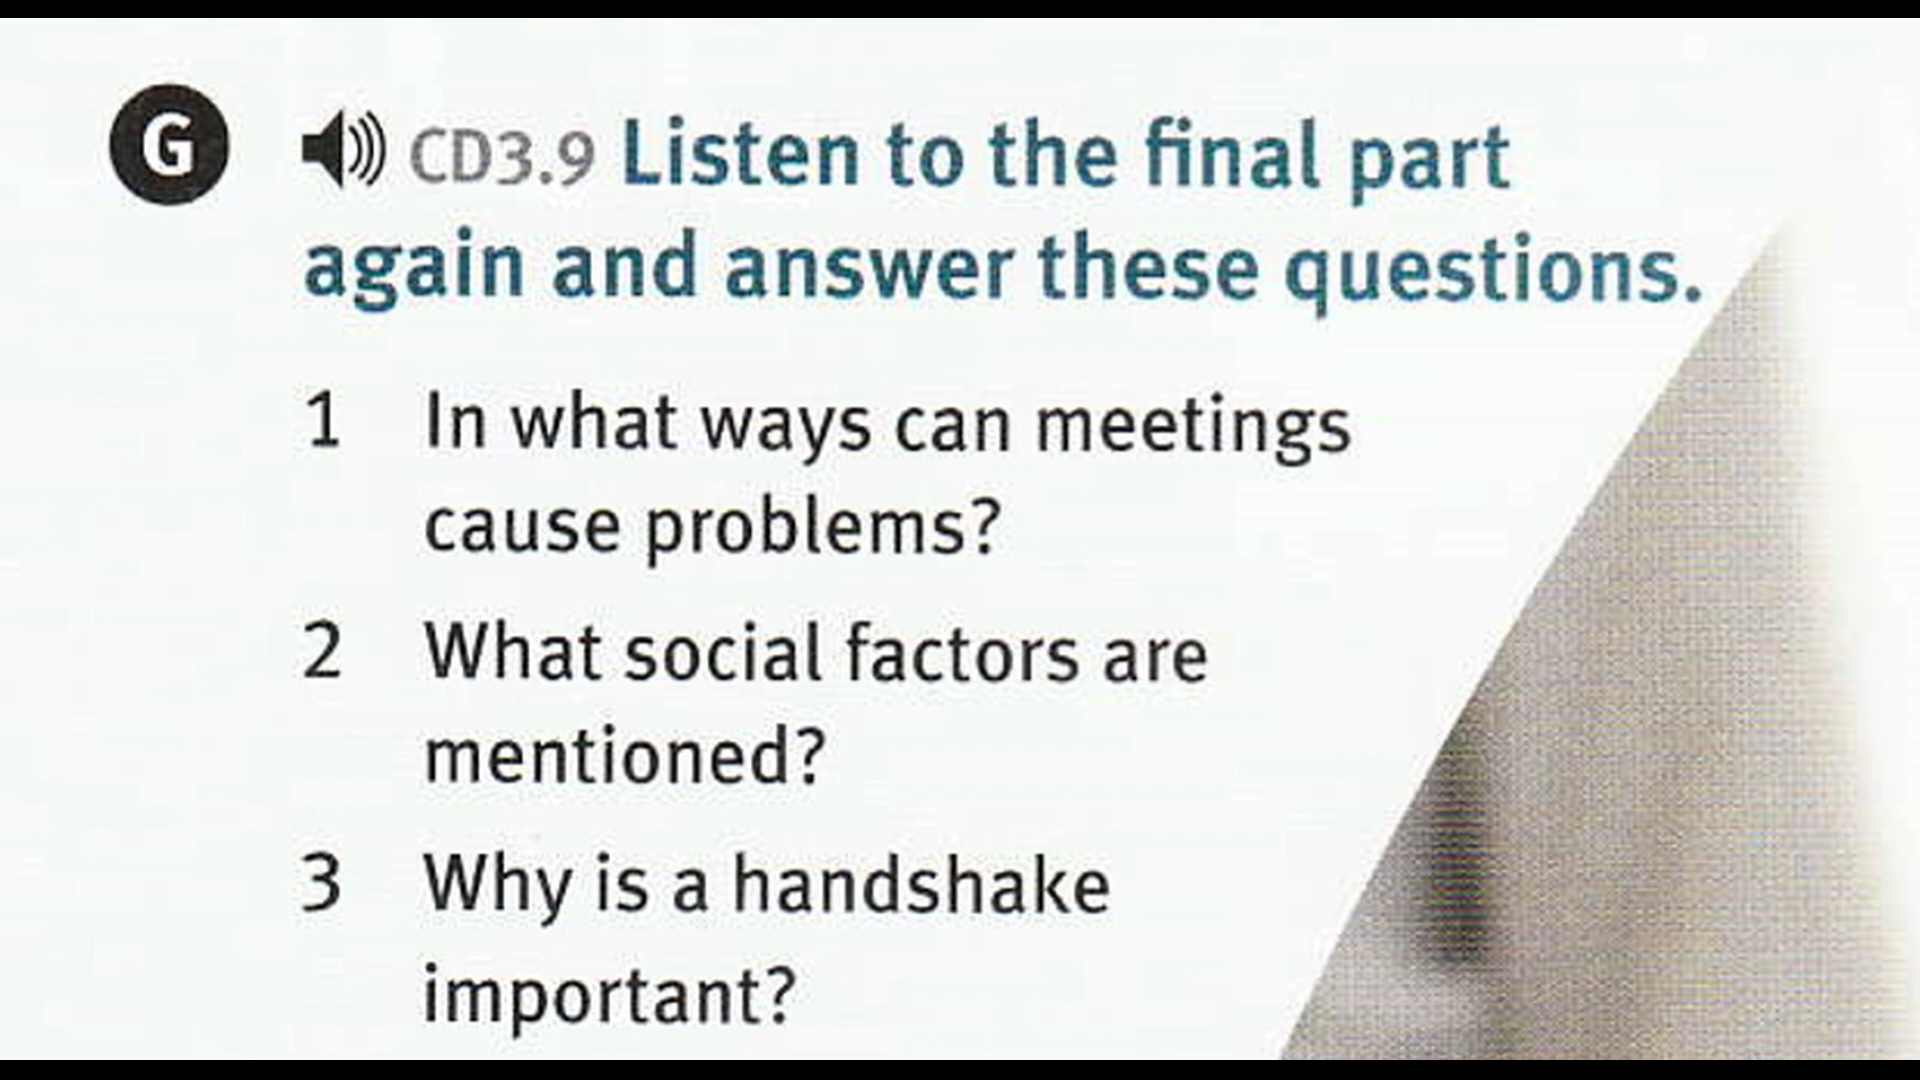 G CD3.9 Listen to the final part
again and answer these questions.
1 In what ways can meetings
cause problems?
2 What social factors are
mentioned?
3 Why is a handshake
important?